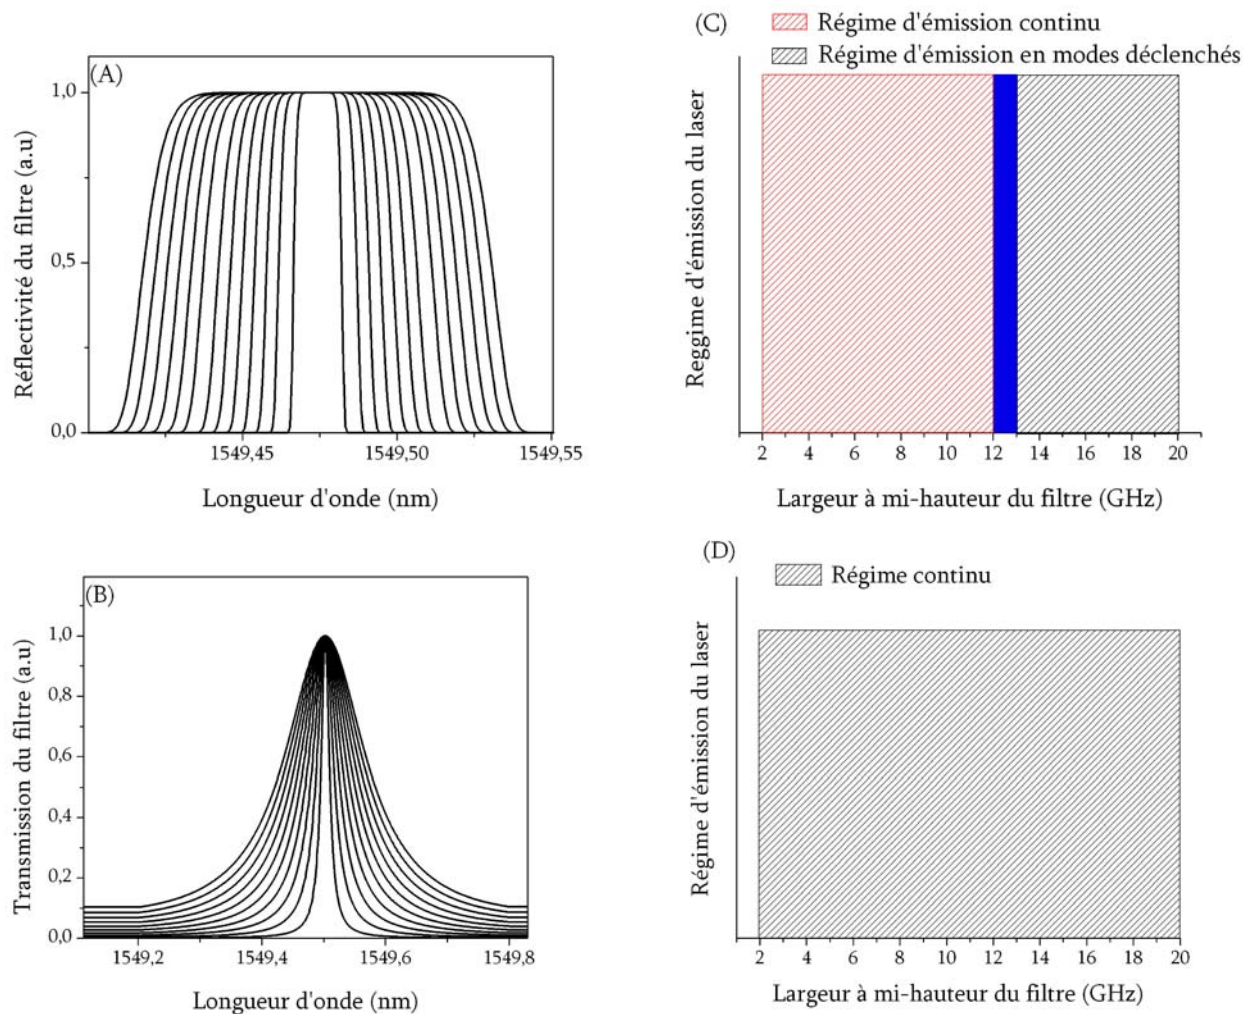 (A)
Réflectivité du filtre (a.u)
1,0
0,5
0,0
1549,45
1549,50
1549,55
Longueur d'onde (nm)
(C)
Régime d'émission continu
Régime d'émission en modes déclenchés
Reggime d'émission du laser
2
4
6
8
10
12
14
16
18
20
Largeur à mi-hauteur du filtre (GHz)
(B)
Transmission du filtre (a.u)
1,0
0,8
0,6
0,4
0,2
0,0
1549,2
1549,4
1549,6
1549,8
Longueur d'onde (nm)
(D)
Régime continu
Régime d'émission du laser
2
4
6
8
10
12
14
16
18
20
Largeur à mi-hauteur du filtre (GHz)